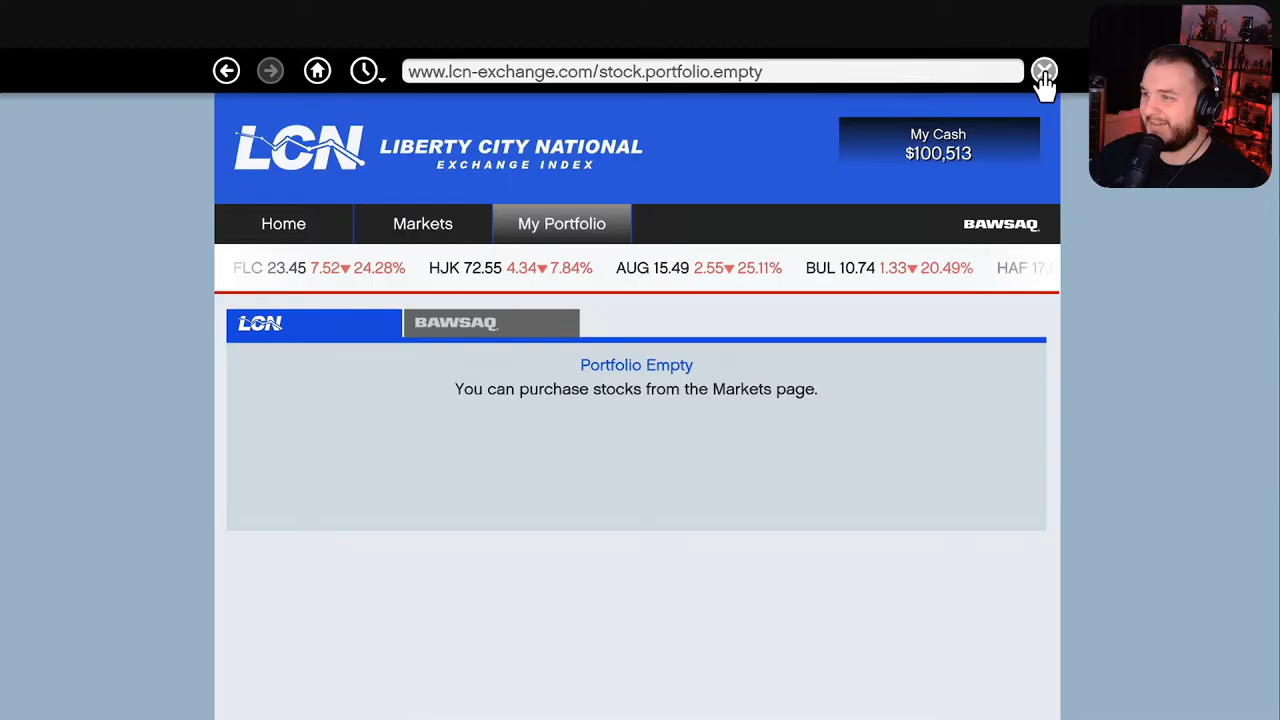 www.lcn-exchange.com/stock.portfolio.empty
LCN LIBERTY CITY NATIONAL
EXCHANGE INDEX
My Cash
$100,513
Home Markets My Portfolio BAWSAQ
FLC 23.45 7.52▼24.28% HJK 72.55 4.34▼7.84% AUG 15.49 2.55▼25.11% BUL 10.74 1.33▼20.49% HAF
LCN BAWSAQ
Portfolio Empty
You can purchase stocks from the Markets page.